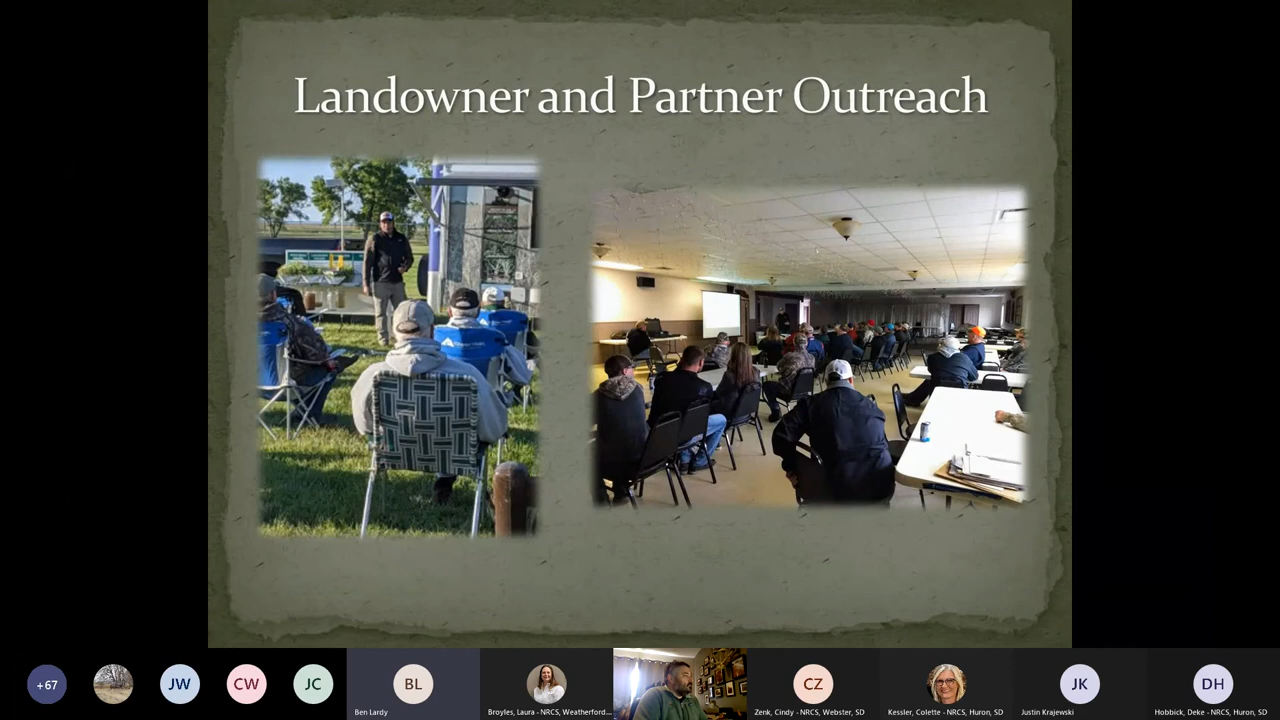 Landowner and Partner Outreach
+67
JW
CW
JC
BL
Ben Lardy
Broyles, Laura - NRCS, Weatherford...
CZ
Zenk, Cindy - NRCS, Webster, SD
Kessler, Colette - NRCS, Huron, SD
JK
Justin Krajewski
DH
Hobbick, Deke - NRCS, Huron, SD